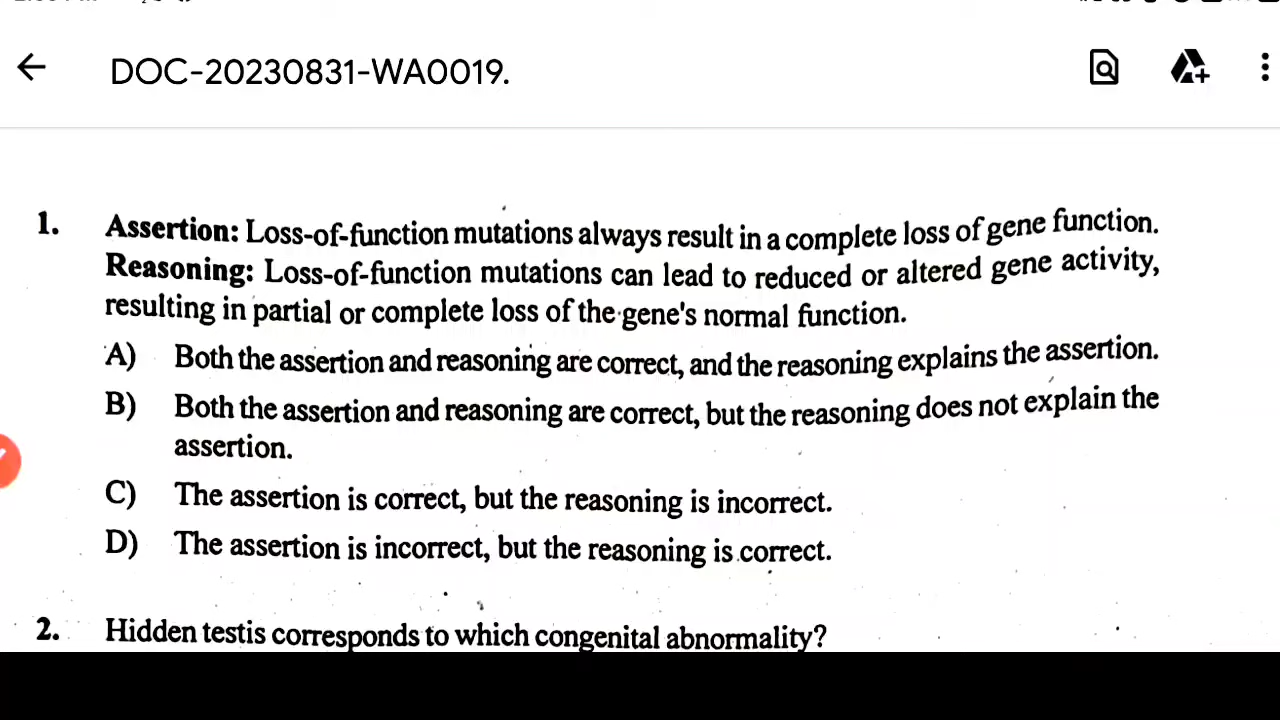 DOC-20230831-WA0019.
1. Assertion: Loss-of-function mutations always result in a complete loss of gene function.
Reasoning: Loss-of-function mutations can lead to reduced or altered gene activity,
resulting in partial or complete loss of the gene's normal function.
A) Both the assertion and reasoning are correct, and the reasoning explains the assertion.
B) Both the assertion and reasoning are correct, but the reasoning does not explain the
assertion.
C) The assertion is correct, but the reasoning is incorrect.
D) The assertion is incorrect, but the reasoning is correct.
2. Hidden testis corresponds to which congenital abnormality?